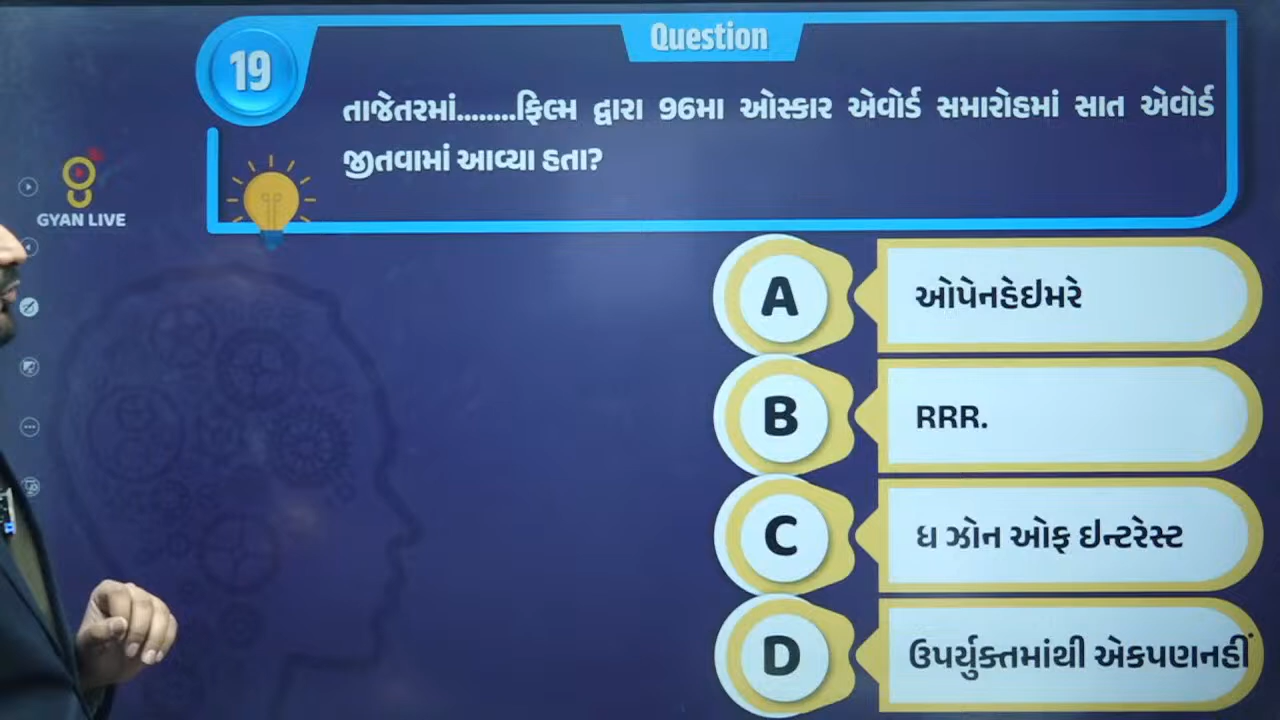 Question
19
તાજેતરમાં........ફિલ્મ દ્વારા 96મા ઓસ્કાર એવોર્ડ સમારોહમાં સાત એવોર્ડ
જીતવામાં આવ્યા હતા?
GYAN LIVE
A ઓપેનહેઇમરે
B RRR.
C ધ ઝોન ઓફ ઇન્ટરેસ્ટ
D ઉપર્યુક્તમાંથી એકપણનહીં